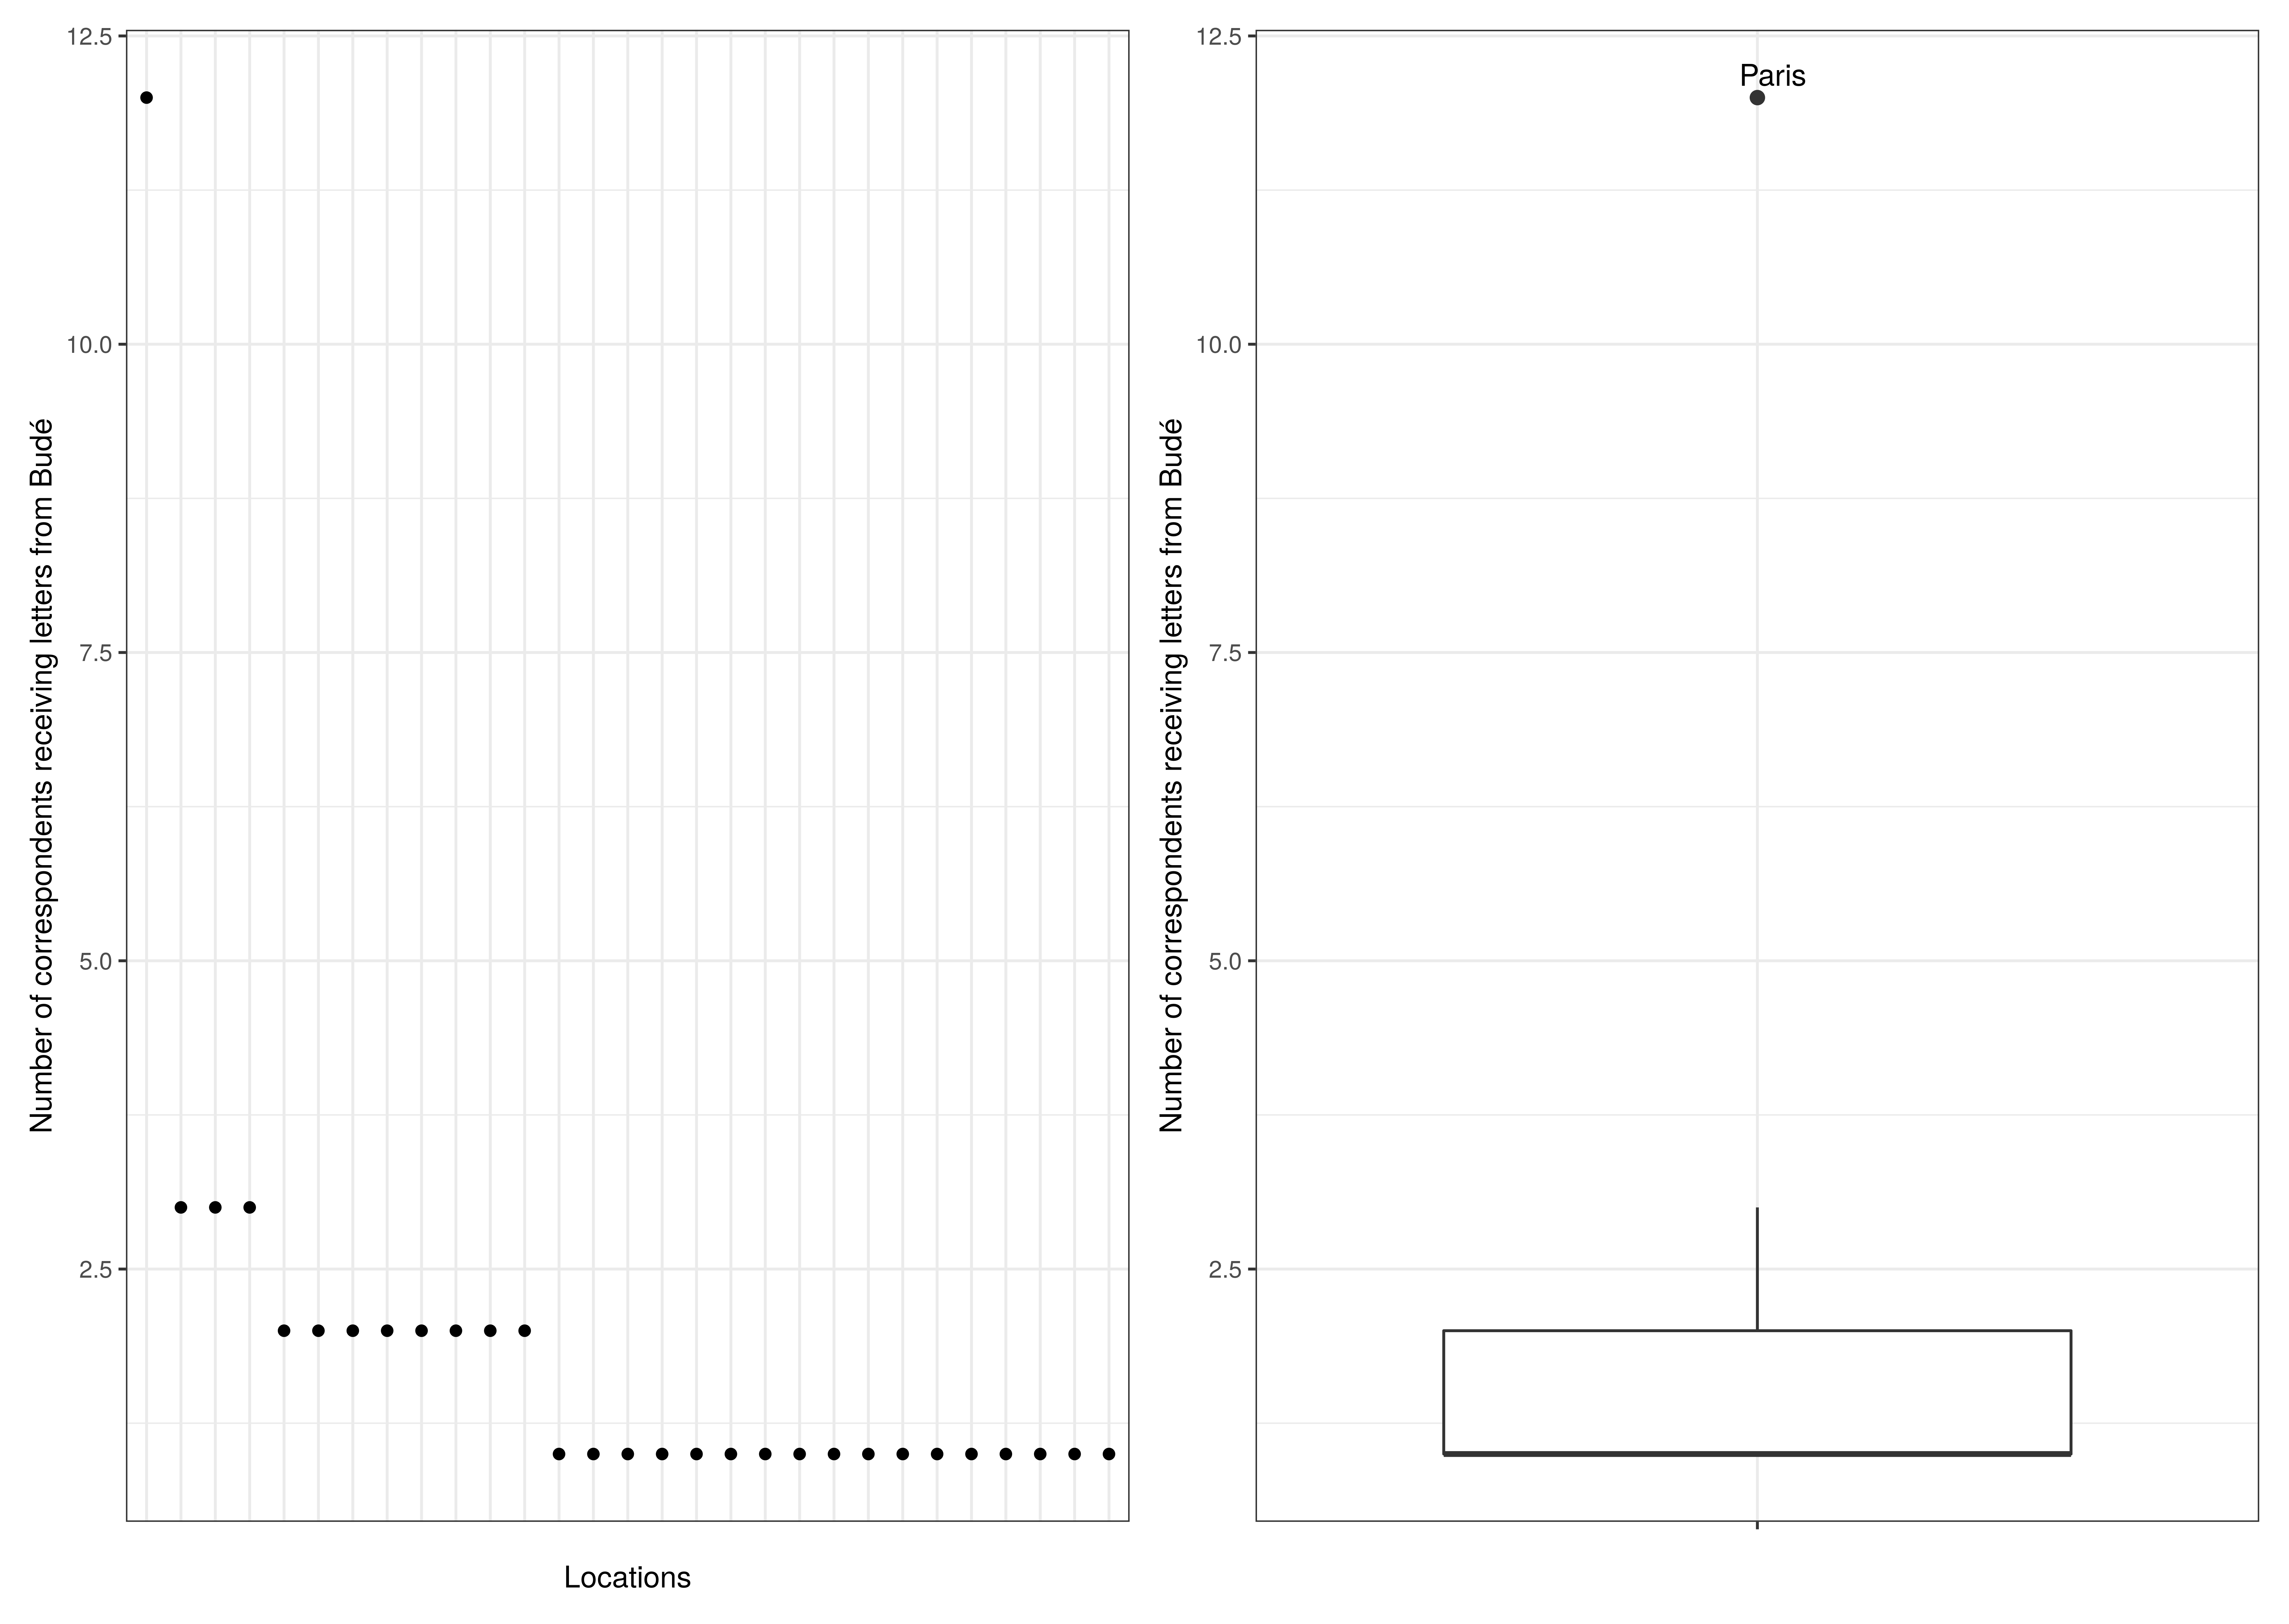 Number of correspondents receiving letters from Budé
12.5
10.0
7.5
5.0
2.5
Locations
Number of correspondents receiving letters from Budé
12.5
10.0
7.5
5.0
2.5
Paris